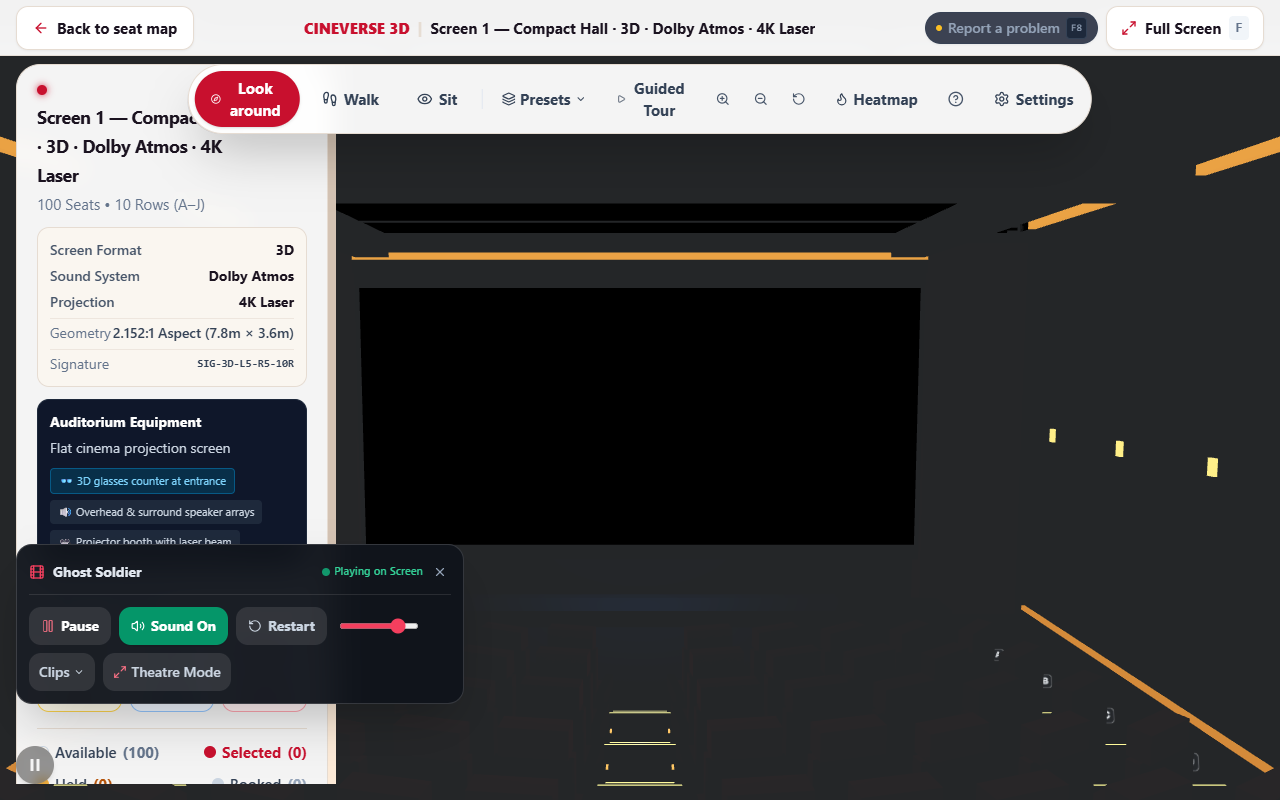 Back to seat map
CINEVERSE 3D | Screen 1 — Compact Hall · 3D · Dolby Atmos · 4K Laser
Report a problem F8
Full Screen F
Look around
Walk
Sit
Presets
Guided Tour
Heatmap
Settings
Screen 1 — Compac
· 3D · Dolby Atmos · 4K
Laser
100 Seats • 10 Rows (A–J)
Screen Format 3D
Sound System Dolby Atmos
Projection 4K Laser
Geometry 2.152:1 Aspect (7.8m × 3.6m)
Signature SIG-3D-L5-R5-10R
Auditorium Equipment
Flat cinema projection screen
3D glasses counter at entrance
Overhead & surround speaker arrays
Projector booth with laser beam
Ghost Soldier
Playing on Screen
Pause
Sound On
Restart
Clips
Theatre Mode
Available (100)
Selected (0)
Held (0)
Booked (0)
B